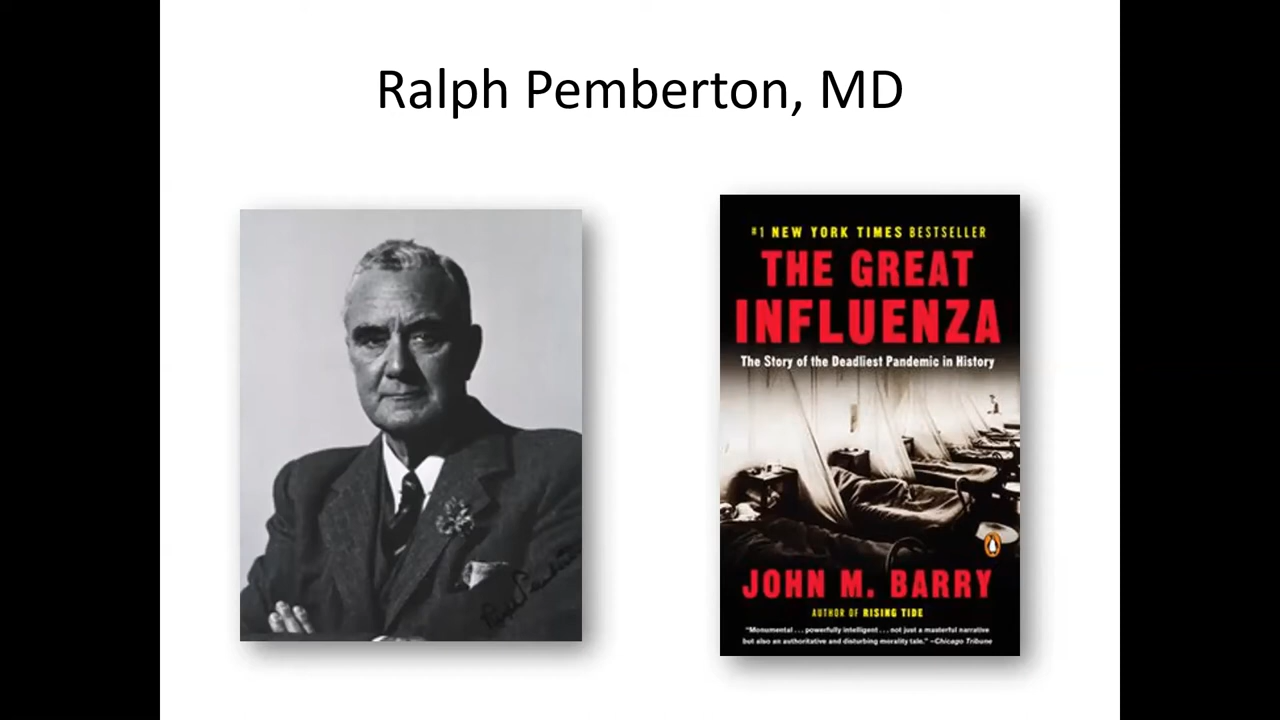 Ralph Pemberton, MD
Ralph Pemberton
#1 NEW YORK TIMES BESTSELLER
THE GREAT
INFLUENZA
The Story of the Deadliest Pandemic in History
JOHN M. BARRY
AUTHOR OF RISING TIDE
"Monumental . . . powerfully intelligent . . . not just a masterful narrative
but also an authoritative and disturbing morality tale." –Chicago Tribune